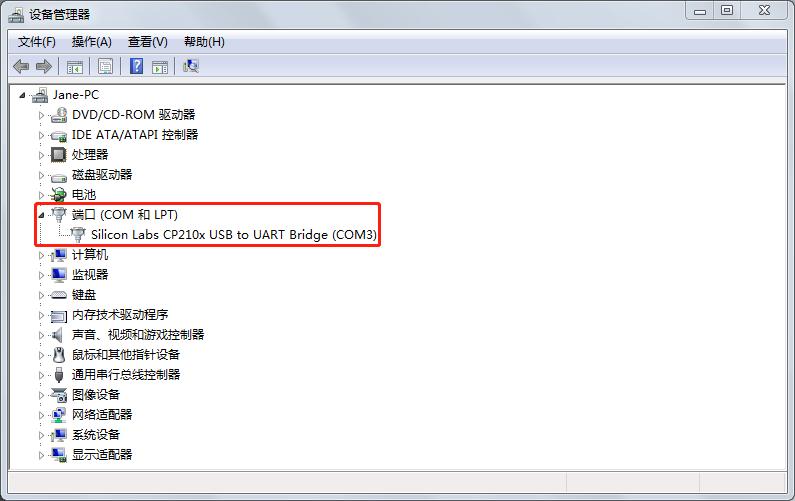 设备管理器
文件(F) 操作(A) 查看(V) 帮助(H)
Jane-PC
DVD/CD-ROM 驱动器
IDE ATA/ATAPI 控制器
处理器
磁盘驱动器
电池
端口 (COM 和 LPT)
Silicon Labs CP210x USB to UART Bridge (COM3)
计算机
监视器
键盘
内存技术驱动程序
声音、视频和游戏控制器
鼠标和其他指针设备
通用串行总线控制器
图像设备
网络适配器
系统设备
显示适配器